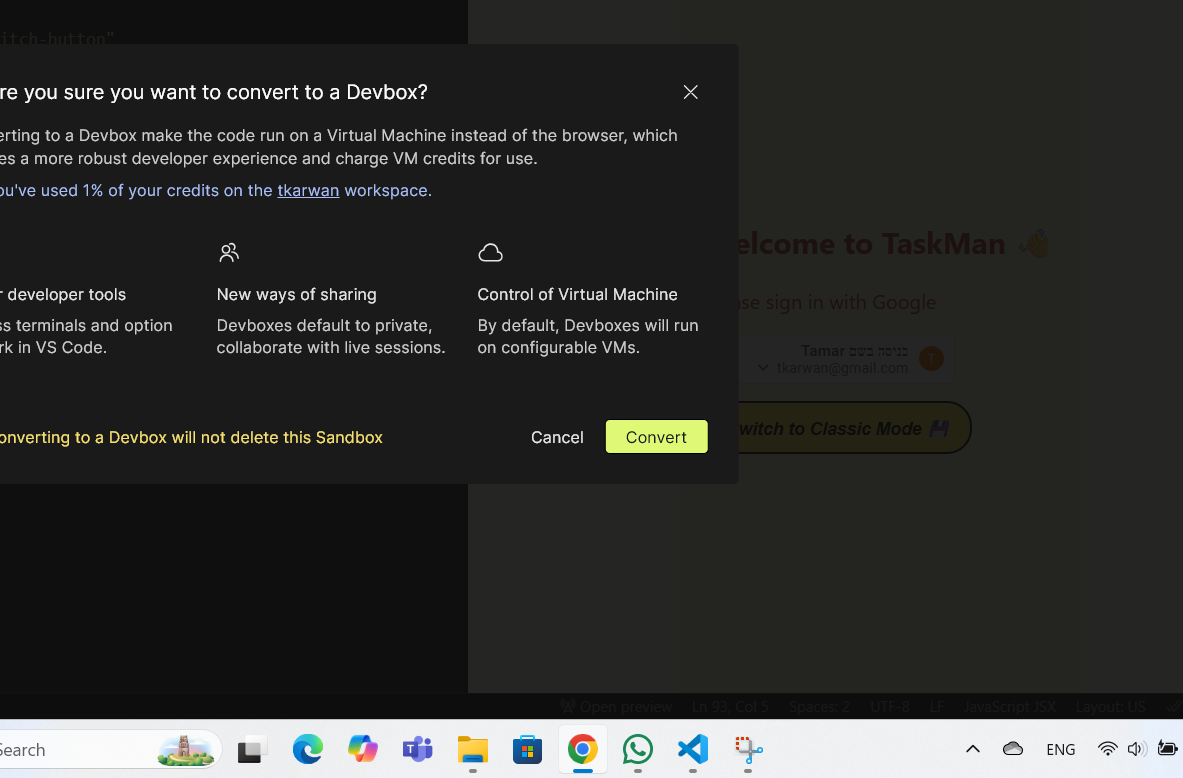 itch-button"
re you sure you want to convert to a Devbox?
erting to a Devbox make the code run on a Virtual Machine instead of the browser, which
es a more robust developer experience and charge VM credits for use.
ou've used 1% of your credits on the tkarwan workspace.
r developer tools
ss terminals and option
rk in VS Code.
New ways of sharing
Devboxes default to private,
collaborate with live sessions.
Control of Virtual Machine
By default, Devboxes will run
on configurable VMs.
onverting to a Devbox will not delete this Sandbox
Cancel
Convert
elcome to TaskMan 👋
se sign in with Google
כניסה בשם Tamar
tkarwan@gmail.com
T
witch to Classic Mode 💾
Open preview
Ln 93, Col 5
Spaces: 2
UTF-8
LF
JavaScript JSX
Layout: US
Search
ENG